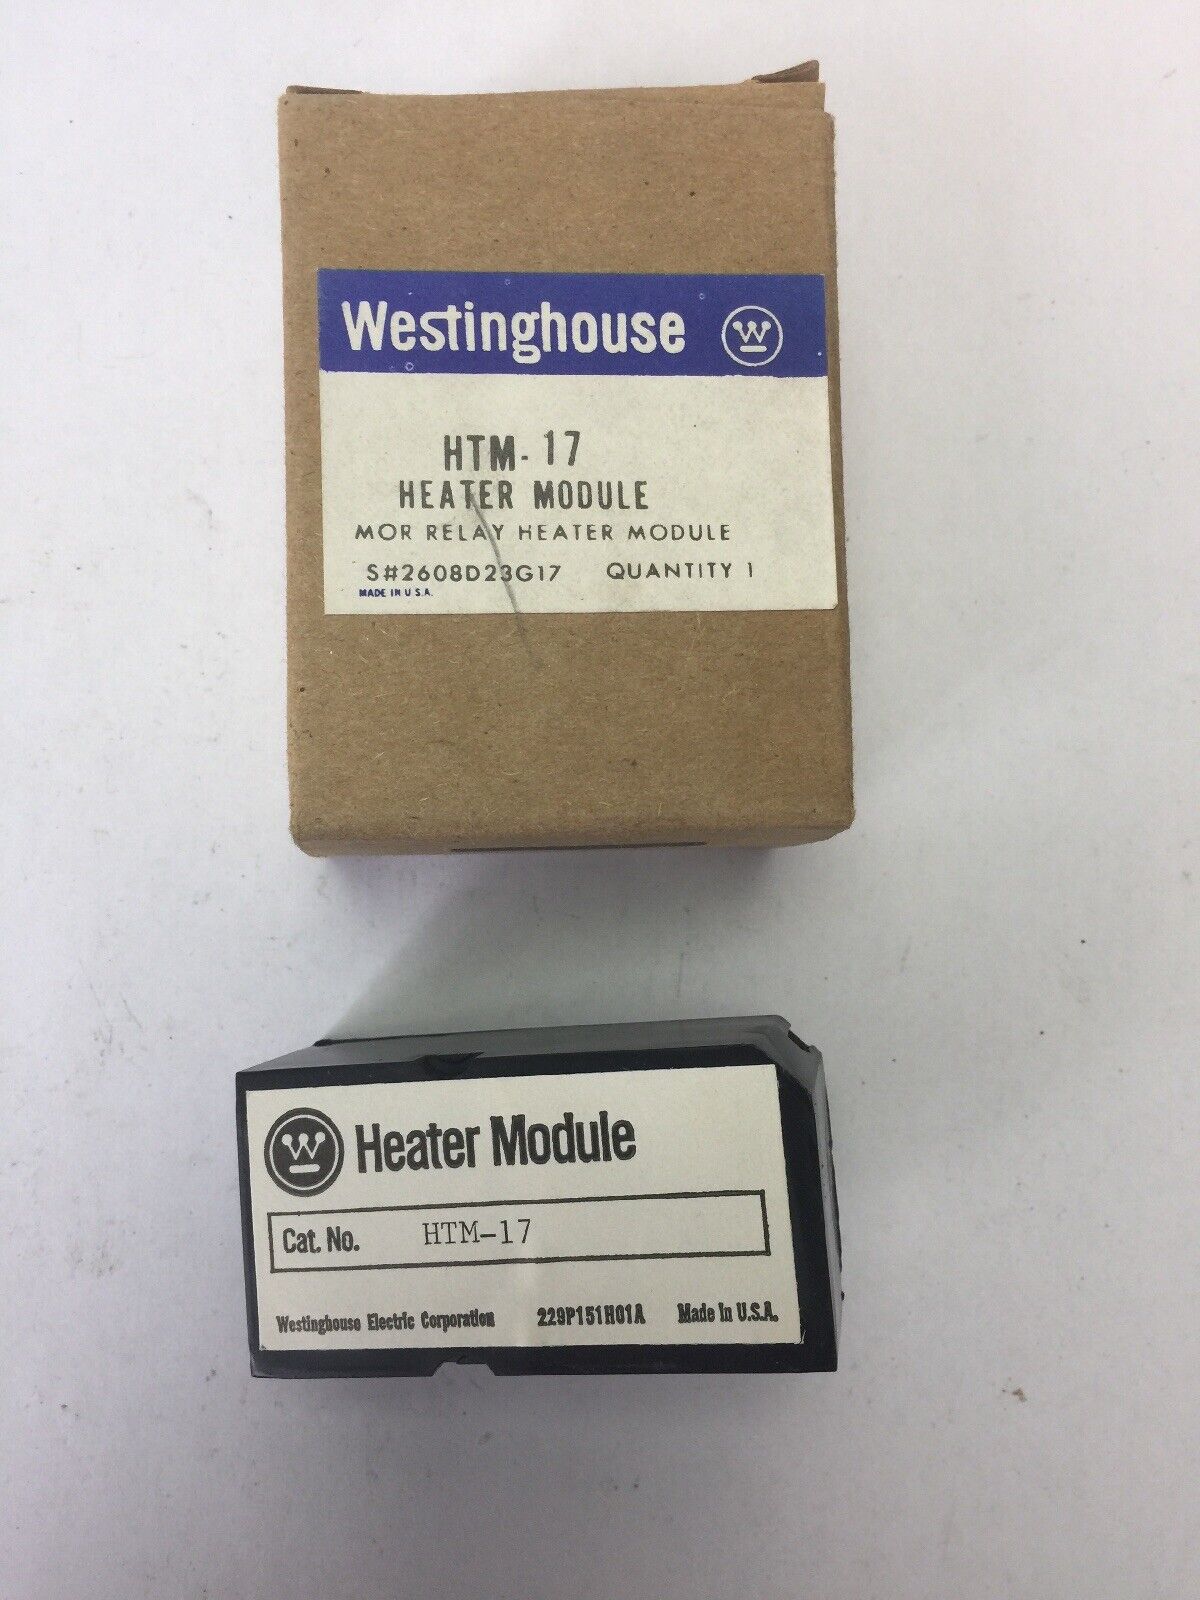 Westinghouse W
HTM-17
HEATER MODULE
MOR RELAY HEATER MODULE
S#2608D23G17 QUANTITY 1
MADE IN U.S.A.
W Heater Module
Cat. No. HTM-17
Westinghouse Electric Corporation 229P151H01A Made In U.S.A.